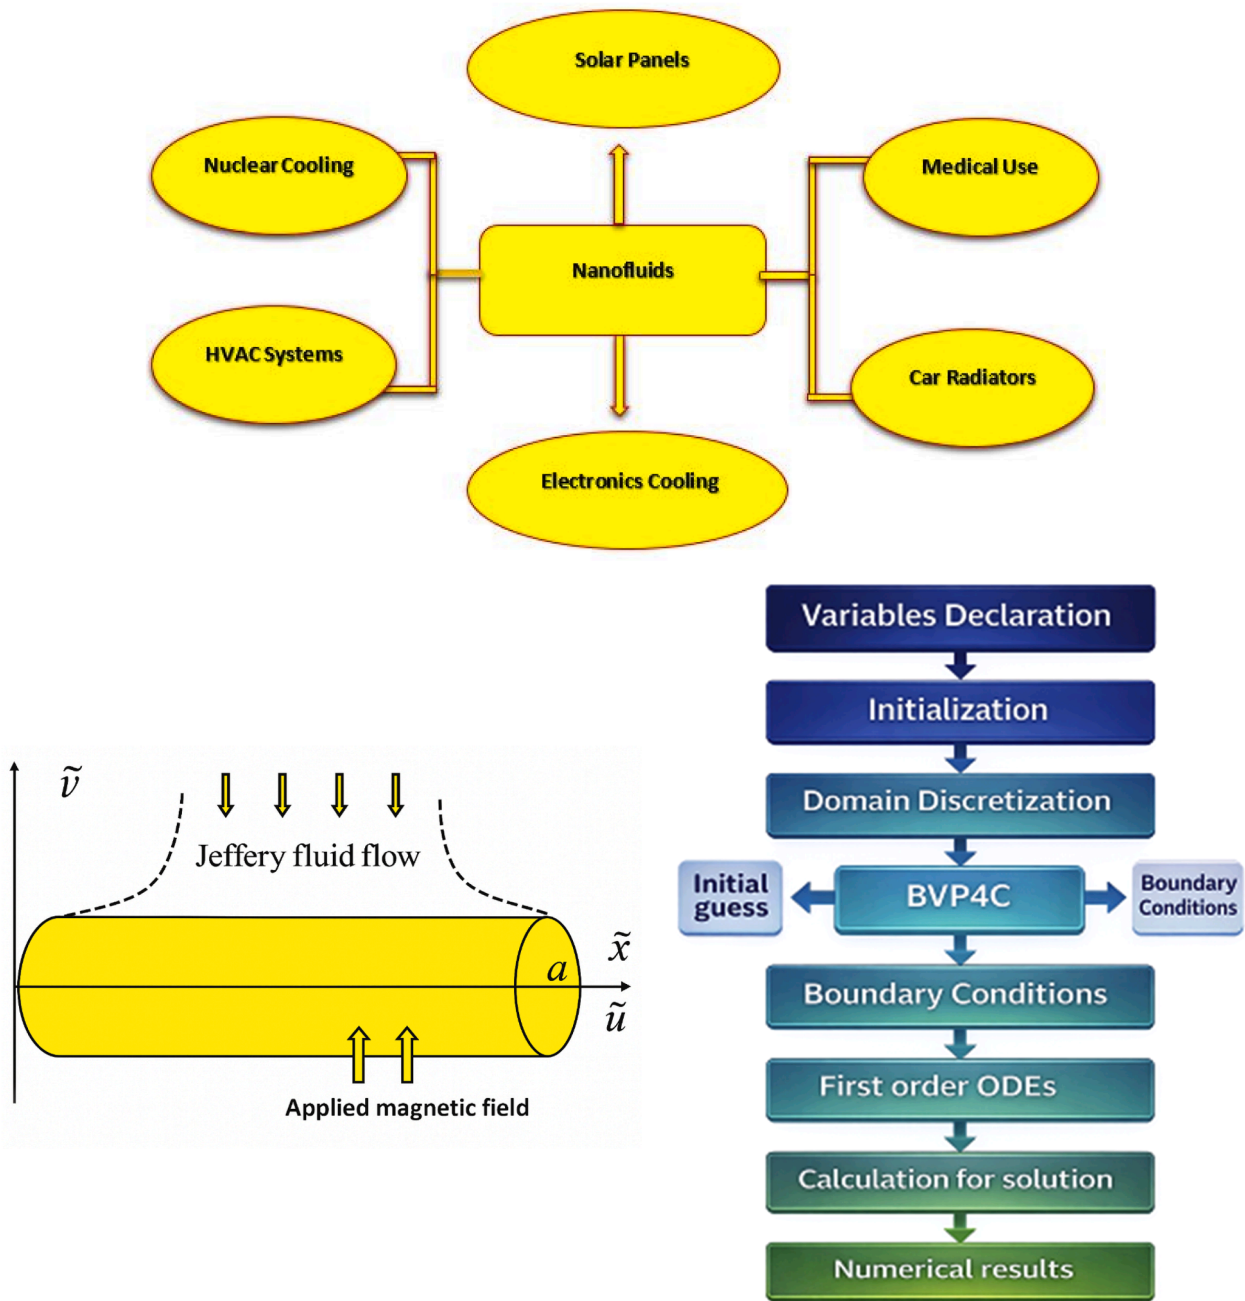 Solar Panels
Nuclear Cooling
Medical Use
Nanofluids
HVAC Systems
Car Radiators
Electronics Cooling
ṽ
Jeffery fluid flow
x̃
a
ũ
Applied magnetic field
Variables Declaration
Initialization
Domain Discretization
Initial
guess
BVP4C
Boundary
Conditions
Boundary Conditions
First order ODEs
Calculation for solution
Numerical results